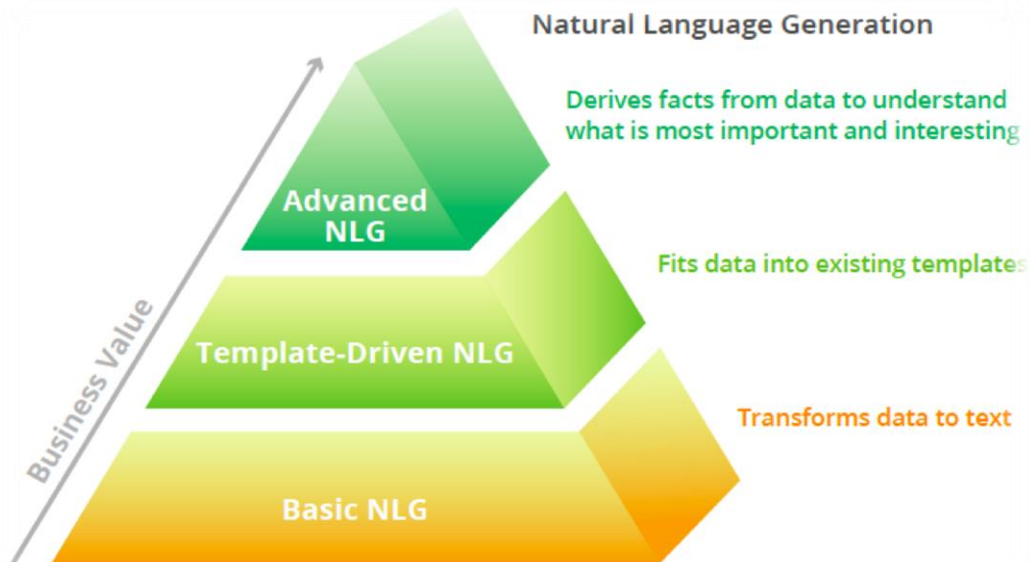 Natural Language Generation
Derives facts from data to understand
what is most important and interesting
Advanced
NLG
Fits data into existing templates
Template-Driven NLG
Business Value
Transforms data to text
Basic NLG